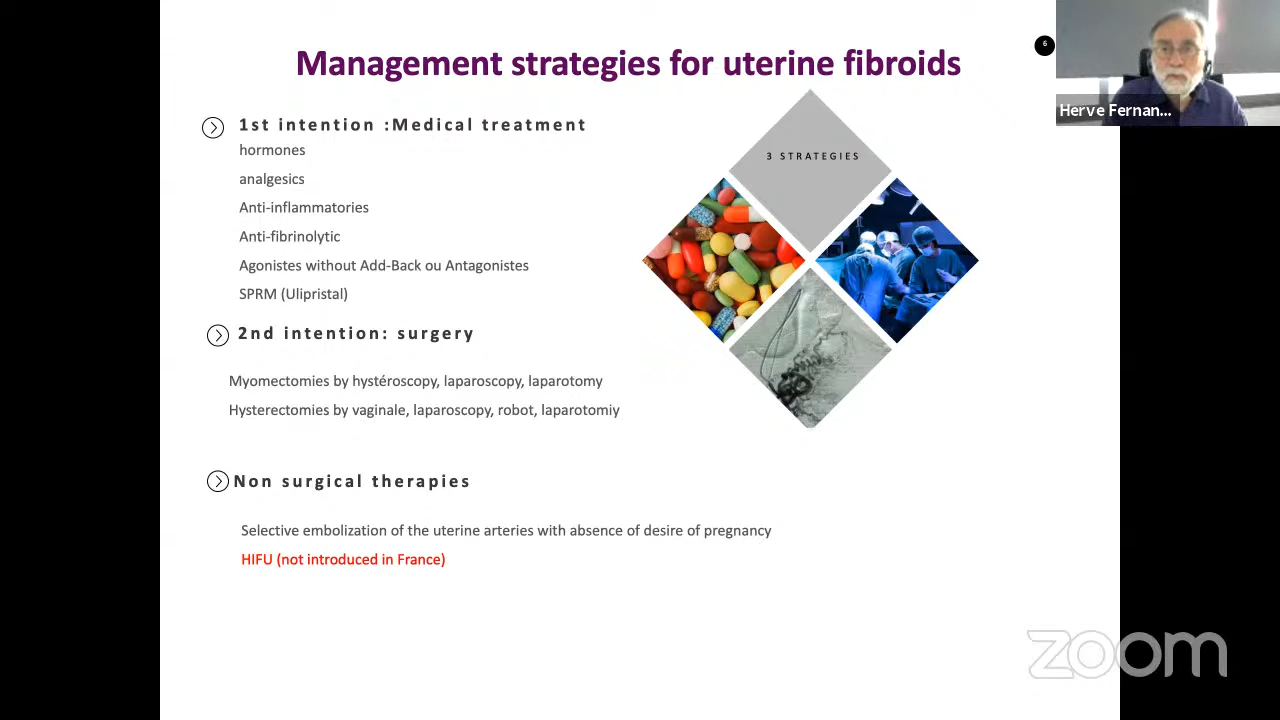 Management strategies for uterine fibroids
6
Herve Fernan...
1st intention :Medical treatment
hormones
analgesics
Anti-inflammatories
Anti-fibrinolytic
Agonistes without Add-Back ou Antagonistes
SPRM (Ulipristal)
3 STRATEGIES
2nd intention: surgery
Myomectomies by hystéroscopy, laparoscopy, laparotomy
Hysterectomies by vaginale, laparoscopy, robot, laparotomiy
Non surgical therapies
Selective embolization of the uterine arteries with absence of desire of pregnancy
HIFU (not introduced in France)
zoom